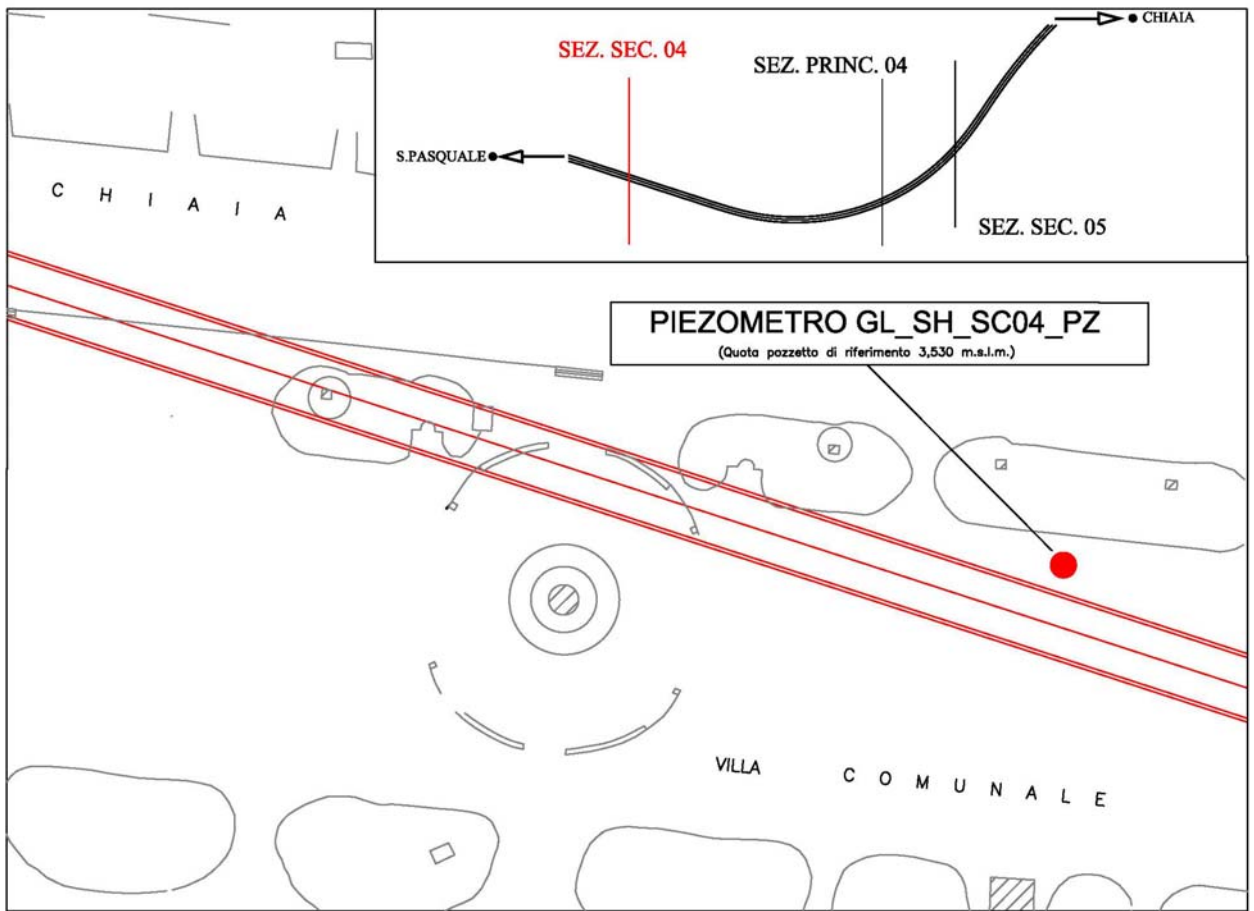 CHIAIA
SEZ. SEC. 04
SEZ. PRINC. 04
S.PASQUALE
C H I A I A
SEZ. SEC. 05
PIEZOMETRO GL_SH_SC04_PZ
(Quota pozzetto di riferimento 3,530 m.s.l.m.)
VILLA C O M U N A L E